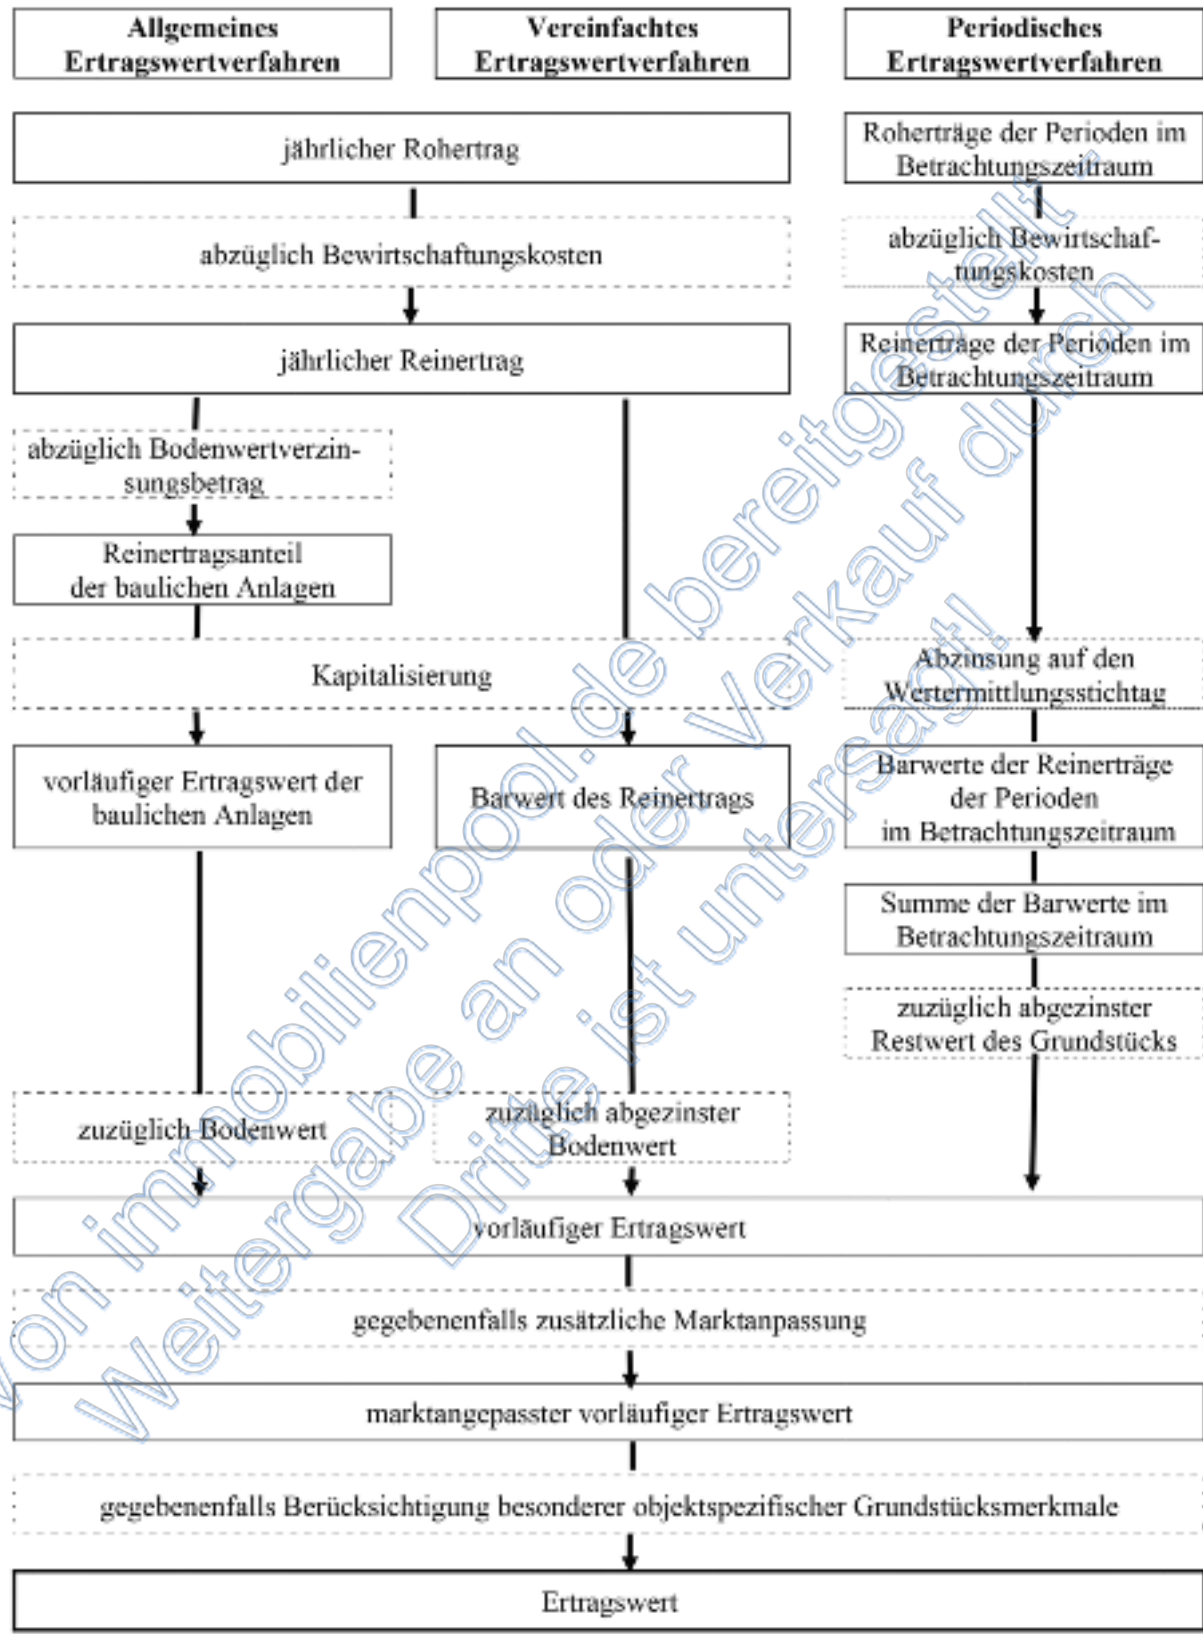 Allgemeines
Ertragswertverfahren
Vereinfachtes
Ertragswertverfahren
Periodisches
Ertragswertverfahren
jährlicher Rohertrag
Roherträge der Perioden im
Betrachtungszeitraum
abzüglich Bewirtschaftungskosten
abzüglich Bewirtschaf-
tungskosten
jährlicher Reinertrag
Reinerträge der Perioden im
Betrachtungszeitraum
abzüglich Bodenwertverzin-
sungsbetrag
Reinertragsanteil
der baulichen Anlagen
Kapitalisierung
Abzinsung auf den
Wertermittlungsstichtag
vorläufiger Ertragswert der
baulichen Anlagen
Barwert des Reinertrags
Barwerte der Reinerträge
der Perioden
im Betrachtungszeitraum
Summe der Barwerte im
Betrachtungszeitraum
zuzüglich abgezinster
Restwert des Grundstücks
zuzüglich Bodenwert
zuzüglich abgezinster
Bodenwert
vorläufiger Ertragswert
gegebenenfalls zusätzliche Marktanpassung
marktangepasster vorläufiger Ertragswert
gegebenenfalls Berücksichtigung besonderer objektspezifischer Grundstücksmerkmale
Ertragswert
von immobilienpool.de bereitgestellt -
Weitergabe an oder Verkauf durch
Dritte ist untersagt!